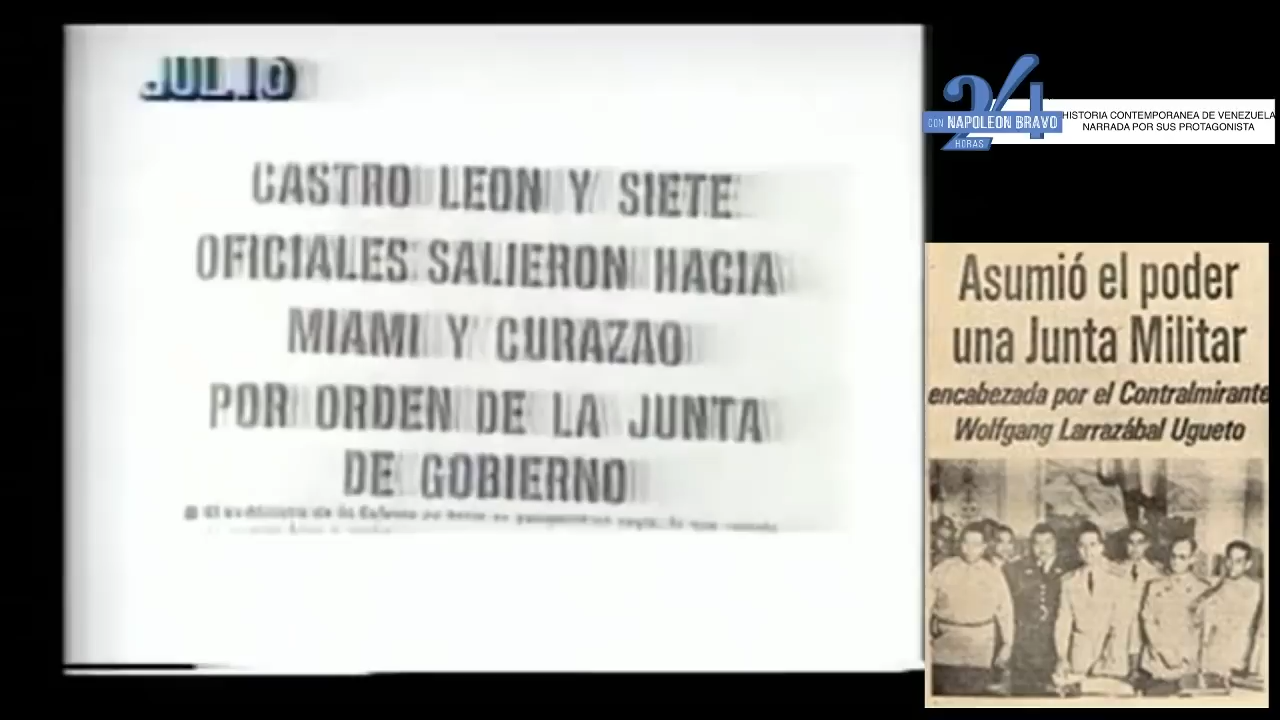 JULIO
CASTRO LEON Y SIETE
OFICIALES SALIERON HACIA
MIAMI Y CURAZAO
POR ORDEN DE LA JUNTA
DE GOBIERNO
24
CON NAPOLEON BRAVO
HORAS
HISTORIA CONTEMPORANEA DE VENEZUELA
NARRADA POR SUS PROTAGONISTA
Asumió el poder
una Junta Militar
encabezada por el Contralmirante
Wolfgang Larrazábal Ugueto